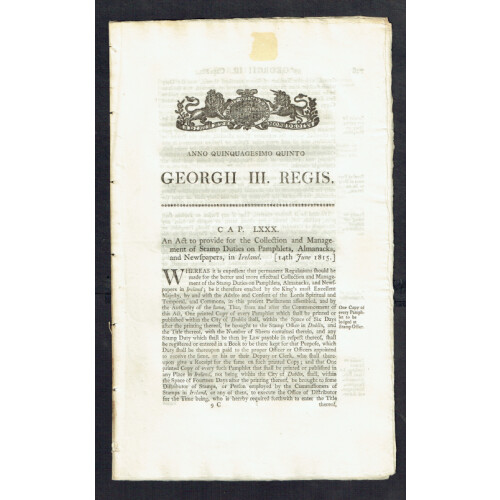 ANNO QUINQUAGESIMO QUINTO
GEORGII III. REGIS.
CAP. LXXX.
An Act to provide for the Collection and Manage-
ment of Stamp Duties on Pamphlets, Almanacks,
and Newſpapers, in Ireland. [14th June 1815.]
WHEREAS it is expedient that permanent Regulations ſhould be
made for the better and more effectual Collection and Manage-
ment of the Stamp Duties on Pamphlets, Almanacks, and Newſ-
papers in Ireland; be it therefore enacted by the King's moſt Excellent
Majeſty, by and with the Advice and Conſent of the Lords Spiritual and
Temporal, and Commons, in this preſent Parliament aſſembled, and by
the Authority of the ſame, That, from and after the Commencement of
this Act, One printed Copy of every Pamphlet which ſhall be printed or
publiſhed within the City of Dublin ſhall, within the Space of Six Days
after the printing thereof, be brought to the Stamp Office in Dublin, and
the Title thereof, with the Number of Sheets contained therein, and any
Stamp Duty which ſhall be then by Law payable in reſpect thereof, ſhall
be regiſtered or entered in a Book to be there kept for that Purpoſe, which
Duty ſhall be thereupon paid to the proper Officer or Officers appointed
to receive the ſame, or his or their Deputy or Clerk, who ſhall there-
upon give a Receipt for the ſame on ſuch printed Copy; and that One
printed Copy of every ſuch Pamphlet that ſhall be printed or publiſhed in
any Place in Ireland, not being within the City of Dublin, ſhall, within
the Space of Fourteen Days after the printing thereof, be brought to ſome
Diſtributor of Stamps, or Perſon employed by the Commiſſioners of
Stamps in Ireland, or any of them, to execute the Office of Diſtributor
for the Time being, who is hereby required forthwith to enter the Title
9 C thereof,
One Copy of
every Pamph-
let to be
lodged at
Stamp Office.